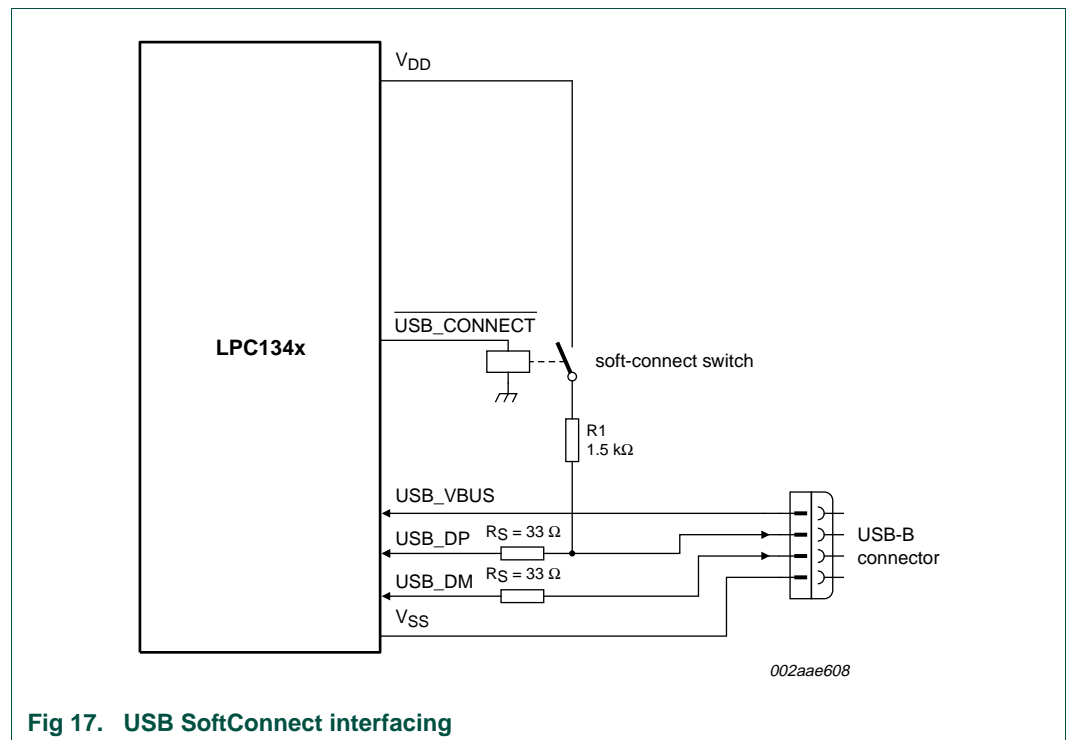 VDD
USB_CONNECT
LPC134x
soft-connect switch
R1
1.5 kΩ
USB_VBUS
USB_DP RS = 33 Ω
USB-B
connector
USB_DM RS = 33 Ω
VSS
002aae608
Fig 17. USB SoftConnect interfacing